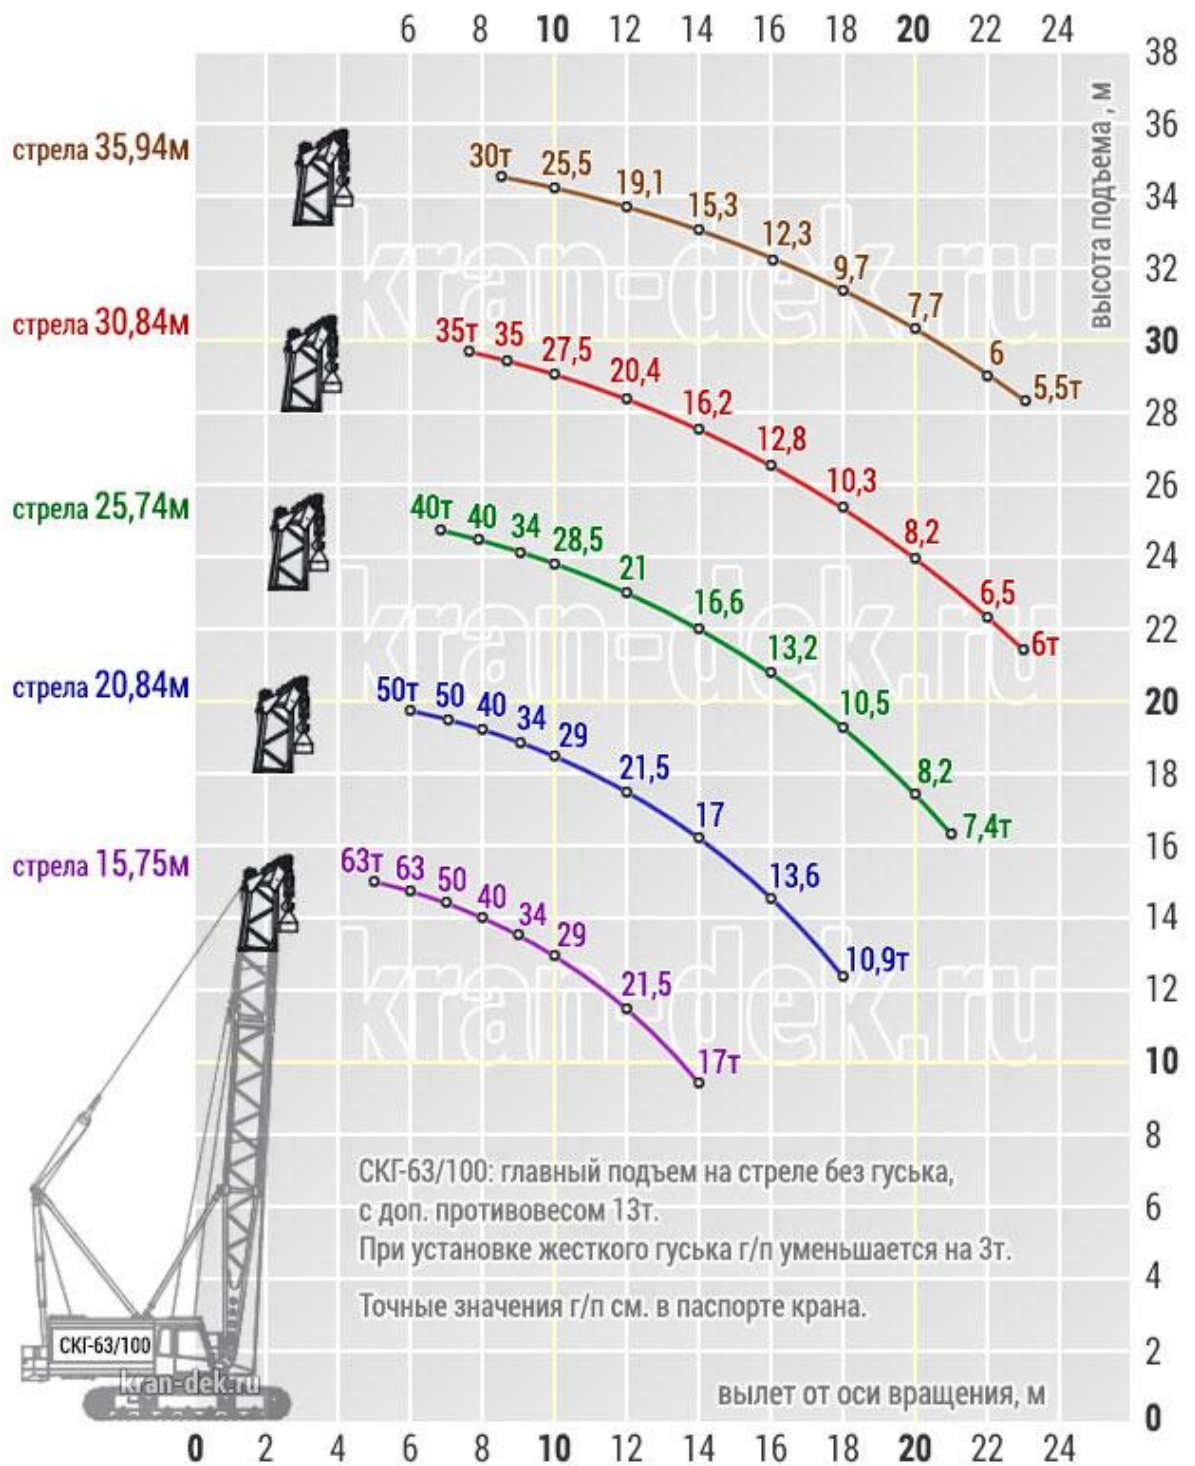 6 8 10 12 14 16 18 20 22 24
38
высота подъема , м
36
стрела 35,94м
30т 25,5 19,1 15,3 12,3 9,7 7,7 6 5,5т
34
32
стрела 30,84м
35т 35 27,5 20,4 16,2 12,8 10,3 8,2 6,5 6т
30
28
26
стрела 25,74м
40т 40 34 28,5 21 16,6 13,2 10,5 8,2 7,4т
24
22
стрела 20,84м
50т 50 40 34 29 21,5 17 13,6 10,9т
20
18
16
стрела 15,75м
63т 63 50 40 34 29 21,5 17т
14
12
10
kran-dek.ru
kran-dek.ru
kran-dek.ru
8
СКГ-63/100: главный подъем на стреле без гуська,
с доп. противовесом 13т.
6
При установке жесткого гуська г/п уменьшается на 3т.
4
Точные значения г/п см. в паспорте крана.
СКГ-63/100
2
kran-dek.ru
вылет от оси вращения, м
0
0 2 4 6 8 10 12 14 16 18 20 22 24